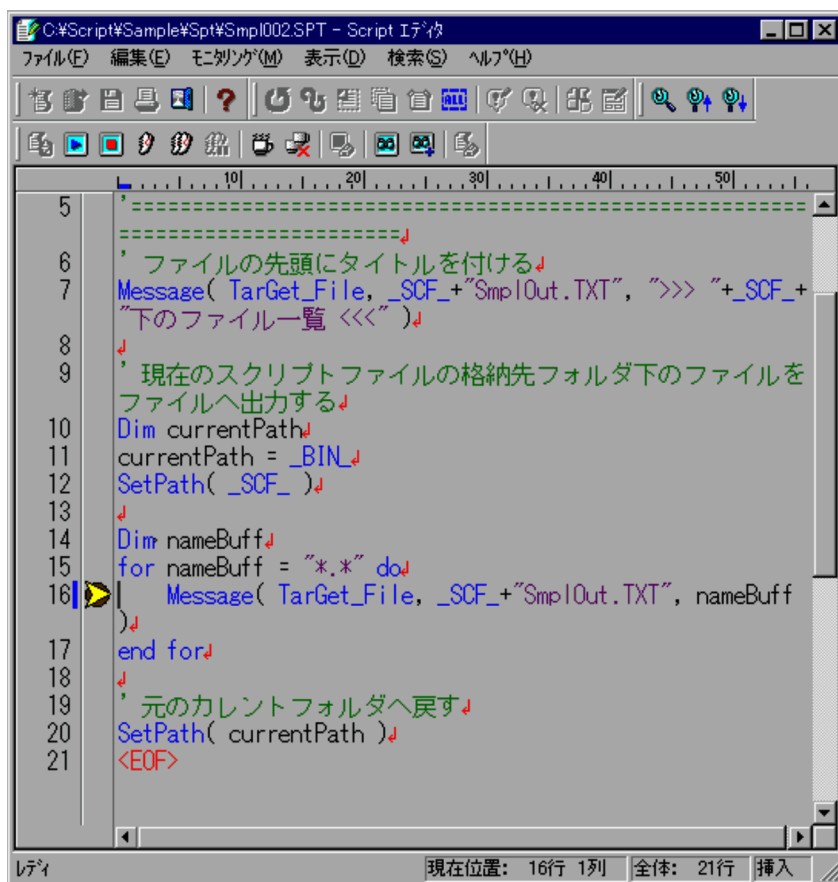 C:¥Script¥Sample¥Spt¥Smpl002.SPT - Script ｴﾃﾞｨﾀ
ﾌｧｲﾙ(F) 編集(E) ﾓﾆﾀﾘﾝｸﾞ(M) 表示(D) 検索(S) ﾍﾙﾌﾟ(H)
ALL
10 20 30 40 50
5 '=======================================================
=======================
6 ' ファイルの先頭にタイトルを付ける
7 Message( TarGet_File, _SCF_+"SmplOut.TXT", ">>> "+_SCF_+
"下のファイル一覧 <<<" )
8
9 ' 現在のスクリプトファイルの格納先フォルダ下のファイルを
ファイルへ出力する
10 Dim currentPath
11 currentPath = _BIN_
12 SetPath( _SCF_ )
13
14 Dim nameBuff
15 for nameBuff = "*.*" do
16 Message( TarGet_File, _SCF_+"SmplOut.TXT", nameBuff
)
17 end for
18
19 ' 元のカレントフォルダへ戻す
20 SetPath( currentPath )
21 <EOF>
ﾚﾃﾞｨ 現在位置: 16行 1列 全体: 21行 挿入